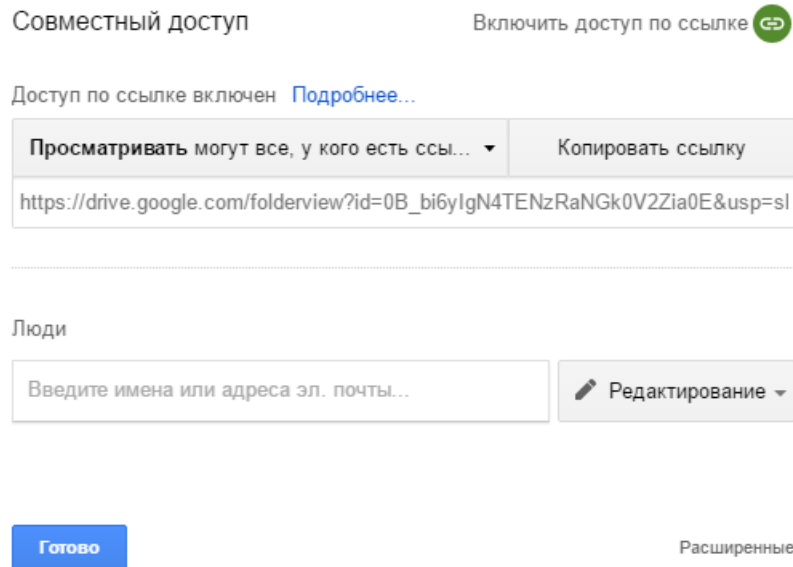 Совместный доступ
Включить доступ по ссылке
Доступ по ссылке включен Подробнее...
Просматривать могут все, у кого есть ссы... Копировать ссылку
https://drive.google.com/folderview?id=0B_bi6yIgN4TENzRaNGk0V2Zia0E&usp=sl
Люди
Введите имена или адреса эл. почты... Редактирование
Готово
Расширенные